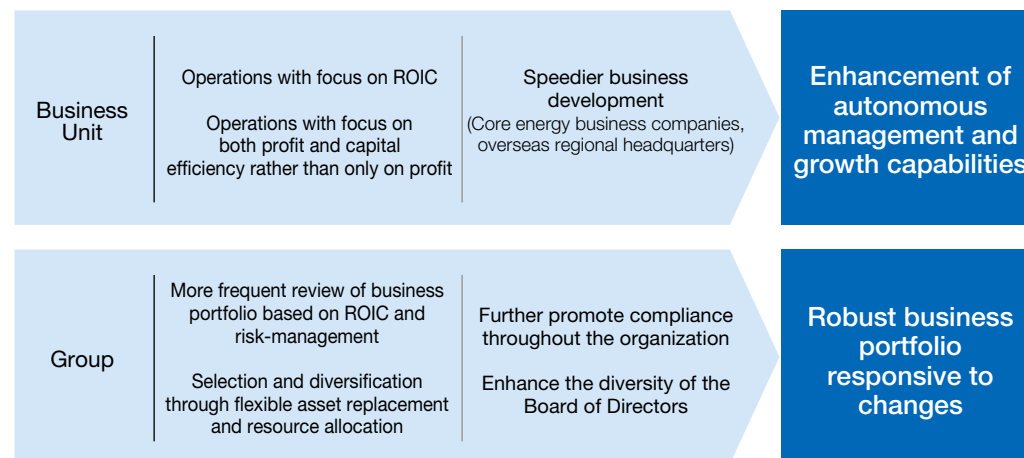 Business
Unit
Operations with focus on ROIC
Operations with focus on
both profit and capital
efficiency rather than only on profit
Speedier business
development
(Core energy business companies,
overseas regional headquarters)
Enhancement of
autonomous
management and
growth capabilities
Group
More frequent review of business
portfolio based on ROIC and
risk-management
Selection and diversification
through flexible asset replacement
and resource allocation
Further promote compliance
throughout the organization
Enhance the diversity of the
Board of Directors
Robust business
portfolio
responsive to
changes